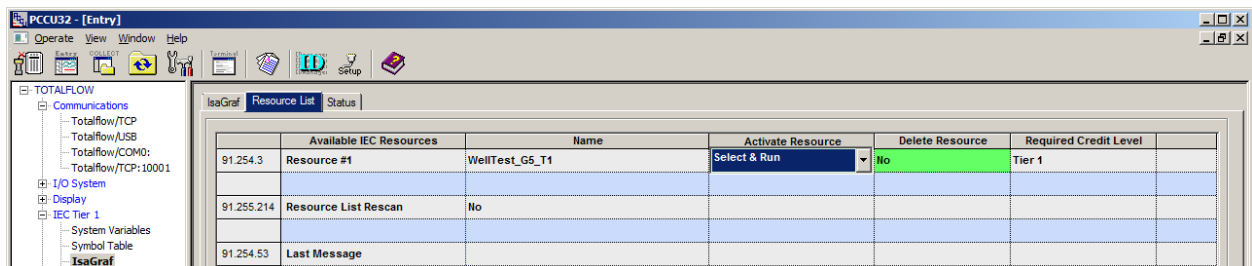 PCCU32 - [Entry]
Operate View Window Help
Entry COLLECT Terminal ID Setup
TOTALFLOW
Communications
Totalflow/TCP
Totalflow/USB
Totalflow/COM0:
Totalflow/TCP:10001
I/O System
Display
IEC Tier 1
System Variables
Symbol Table
IsaGraf
IsaGraf Resource List Status
Available IEC Resources Name Activate Resource Delete Resource Required Credit Level
91.254.3 Resource #1 WellTest_G5_T1 Select & Run No Tier 1
91.255.214 Resource List Rescan No
91.254.53 Last Message